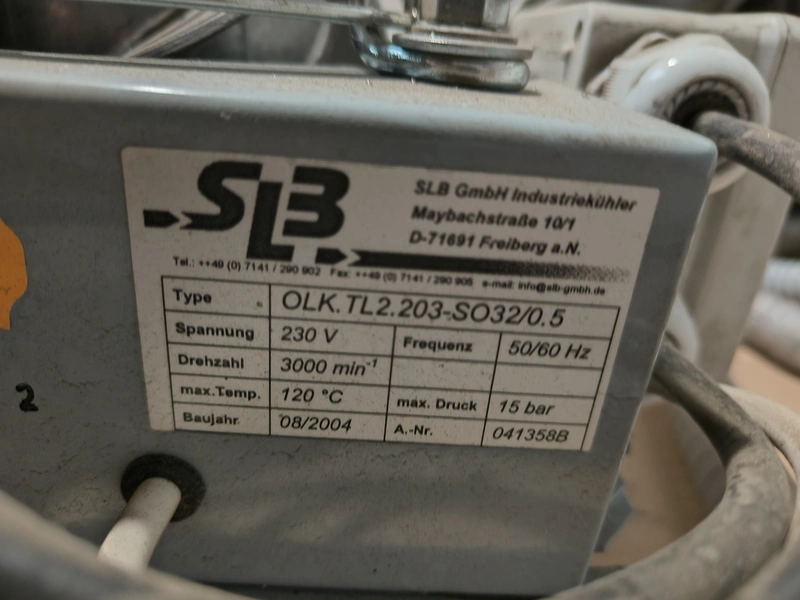 SLB
SLB GmbH Industriekühler
Maybachstraße 10/1
D-71691 Freiberg a.N.
Tel.: ++49 (0) 7141 / 290 902 Fax: ++49 (0) 7141 / 290 905 e-mail: info@slb-gmbh.de
Type OLK.TL2.203-SO32/0.5
Spannung 230 V Frequenz 50/60 Hz
Drehzahl 3000 min-1
max.Temp. 120 °C max. Druck 15 bar
Baujahr 08/2004 A.-Nr. 041358B
2